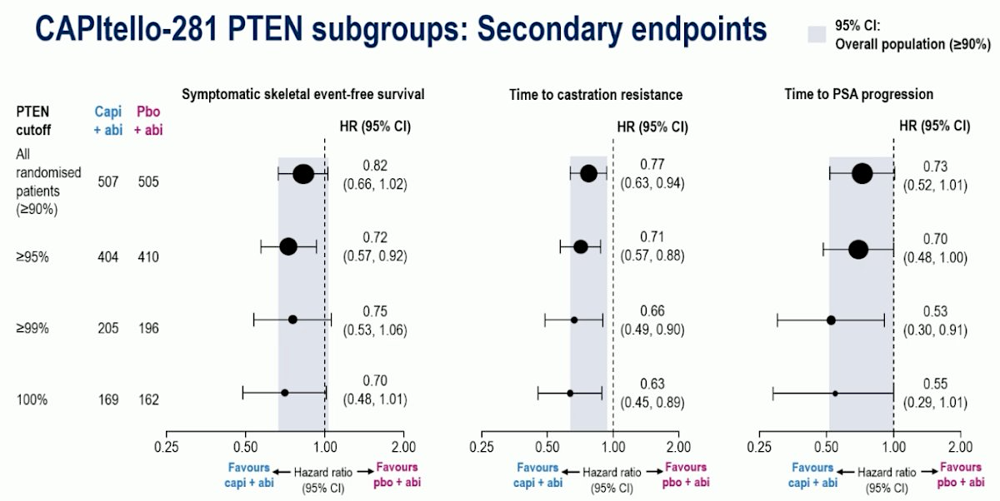 CAPItello-281 PTEN subgroups: Secondary endpoints
95% CI:
Overall population (≥90%)
Symptomatic skeletal event-free survival
Time to castration resistance
Time to PSA progression
PTEN
cutoff
Capi
+ abi
Pbo
+ abi
HR (95% CI)
HR (95% CI)
HR (95% CI)
All
randomised
patients
(≥90%)
507
505
0.82
(0.66, 1.02)
0.77
(0.63, 0.94)
0.73
(0.52, 1.01)
≥95%
404
410
0.72
(0.57, 0.92)
0.71
(0.57, 0.88)
0.70
(0.48, 1.00)
≥99%
205
196
0.75
(0.53, 1.06)
0.66
(0.49, 0.90)
0.53
(0.30, 0.91)
100%
169
162
0.70
(0.48, 1.01)
0.63
(0.45, 0.89)
0.55
(0.29, 1.01)
0.25 0.50 1.00 2.00
0.25 0.50 1.00 2.00
0.25 0.50 1.00 2.00
Favours
capi + abi
Hazard ratio
(95% CI)
Favours
pbo + abi
Favours
capi + abi
Hazard ratio
(95% CI)
Favours
pbo + abi
Favours
capi + abi
Hazard ratio
(95% CI)
Favours
pbo + abi